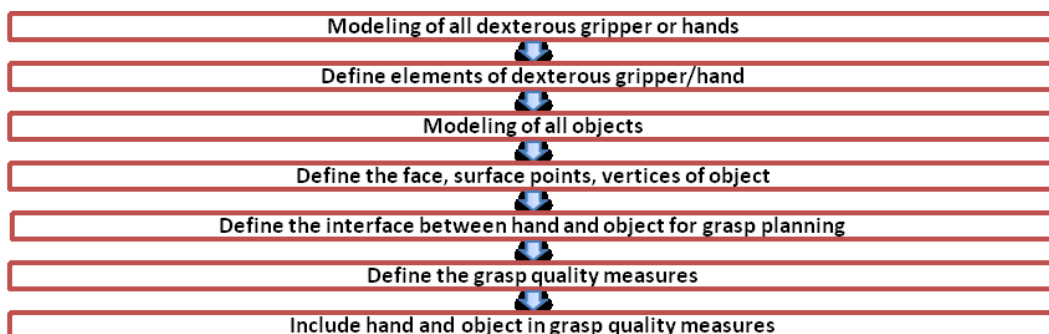 Modeling of all dexterous gripper or hands
Define elements of dexterous gripper/hand
Modeling of all objects
Define the face, surface points, vertices of object
Define the interface between hand and object for grasp planning
Define the grasp quality measures
Include hand and object in grasp quality measures